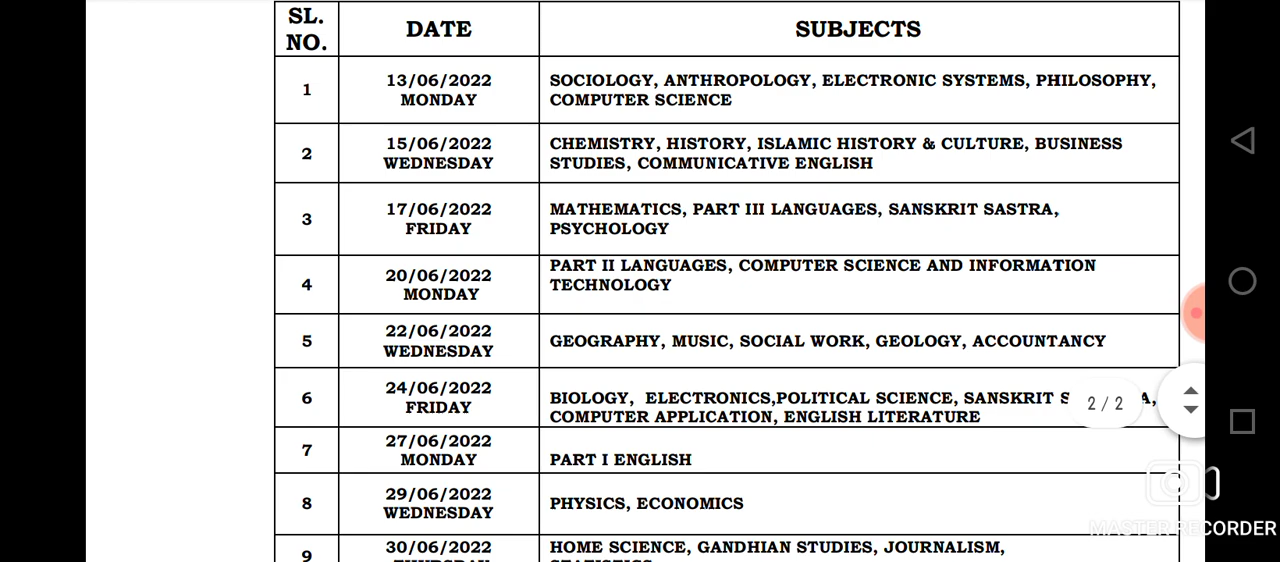 SL. NO. DATE SUBJECTS
1 13/06/2022 MONDAY SOCIOLOGY, ANTHROPOLOGY, ELECTRONIC SYSTEMS, PHILOSOPHY,
COMPUTER SCIENCE
2 15/06/2022 WEDNESDAY CHEMISTRY, HISTORY, ISLAMIC HISTORY & CULTURE, BUSINESS
STUDIES, COMMUNICATIVE ENGLISH
3 17/06/2022 FRIDAY MATHEMATICS, PART III LANGUAGES, SANSKRIT SASTRA,
PSYCHOLOGY
4 20/06/2022 MONDAY PART II LANGUAGES, COMPUTER SCIENCE AND INFORMATION
TECHNOLOGY
5 22/06/2022 WEDNESDAY GEOGRAPHY, MUSIC, SOCIAL WORK, GEOLOGY, ACCOUNTANCY
6 24/06/2022 FRIDAY BIOLOGY, ELECTRONICS,POLITICAL SCIENCE, SANSKRIT
COMPUTER APPLICATION, ENGLISH LITERATURE
2 / 2
7 27/06/2022 MONDAY PART I ENGLISH
8 29/06/2022 WEDNESDAY PHYSICS, ECONOMICS
MASTER RECORDER
9 30/06/2022 HOME SCIENCE, GANDHIAN STUDIES, JOURNALISM,